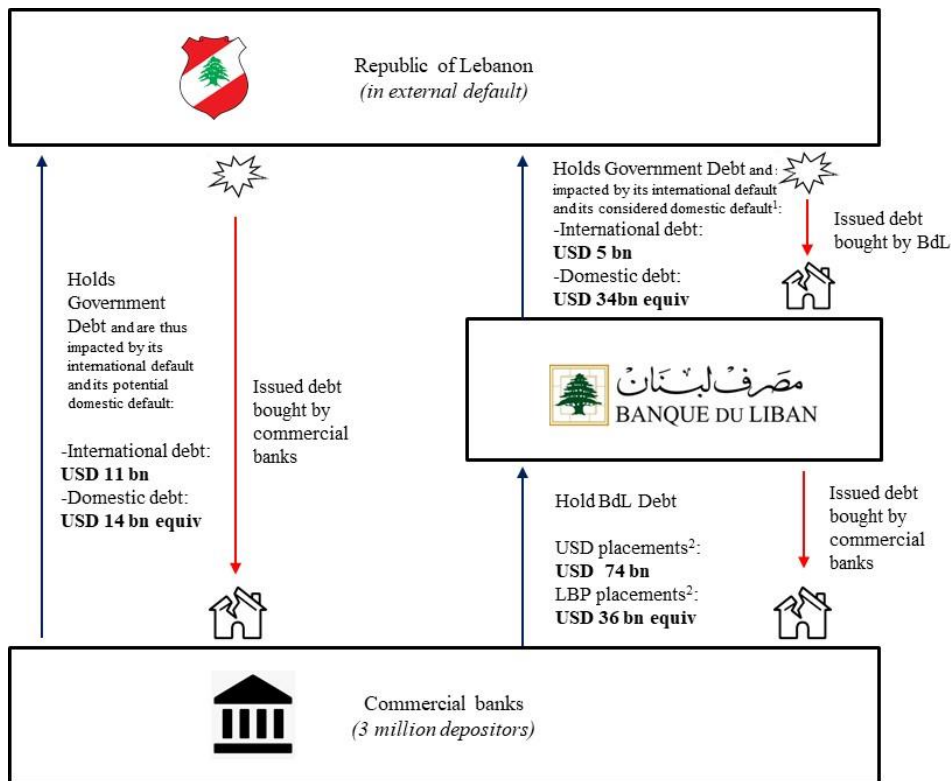 Republic of Lebanon
(in external default)
Holds Government Debt and :
impacted by its international default
and its considered domestic default¹:
-International debt:
USD 5 bn
-Domestic debt:
USD 34bn equiv
Issued debt
bought by BdL
Holds
Government
Debt and are thus
impacted by its
international default
and its potential
domestic default:
-International debt:
USD 11 bn
-Domestic debt:
USD 14 bn equiv
Issued debt
bought by
commercial
banks
مصرف لبنان
BANQUE DU LIBAN
Hold BdL Debt
USD placements²:
USD 74 bn
LBP placements²:
USD 36 bn equiv
Issued debt
bought by
commercial
banks
Commercial banks
(3 million depositors)